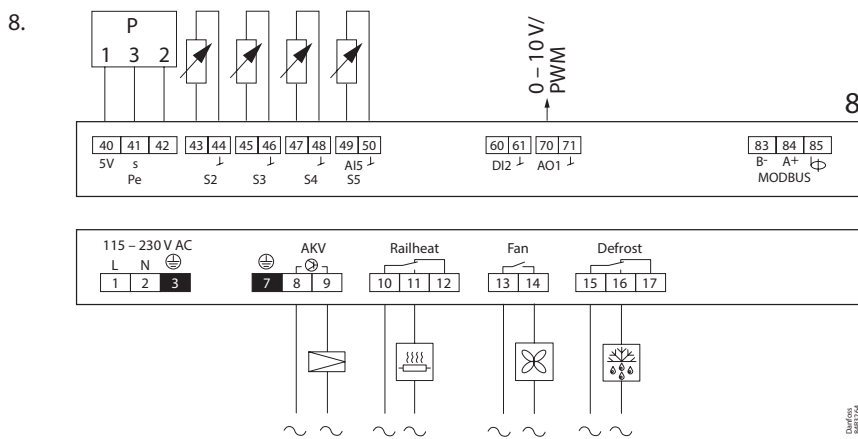 8.
P
1 3 2
0 – 10 V/
PWM
8
40 41 42 43 44 45 46 47 48 49 50 60 61 70 71 83 84 85
5V s AI5 DI2 AO1 B- A+
Pe S2 S3 S4 S5 MODBUS
115 – 230 V AC AKV Railheat Fan Defrost
L N
1 2 3 7 8 9 10 11 12 13 14 15 16 17
Danfoss